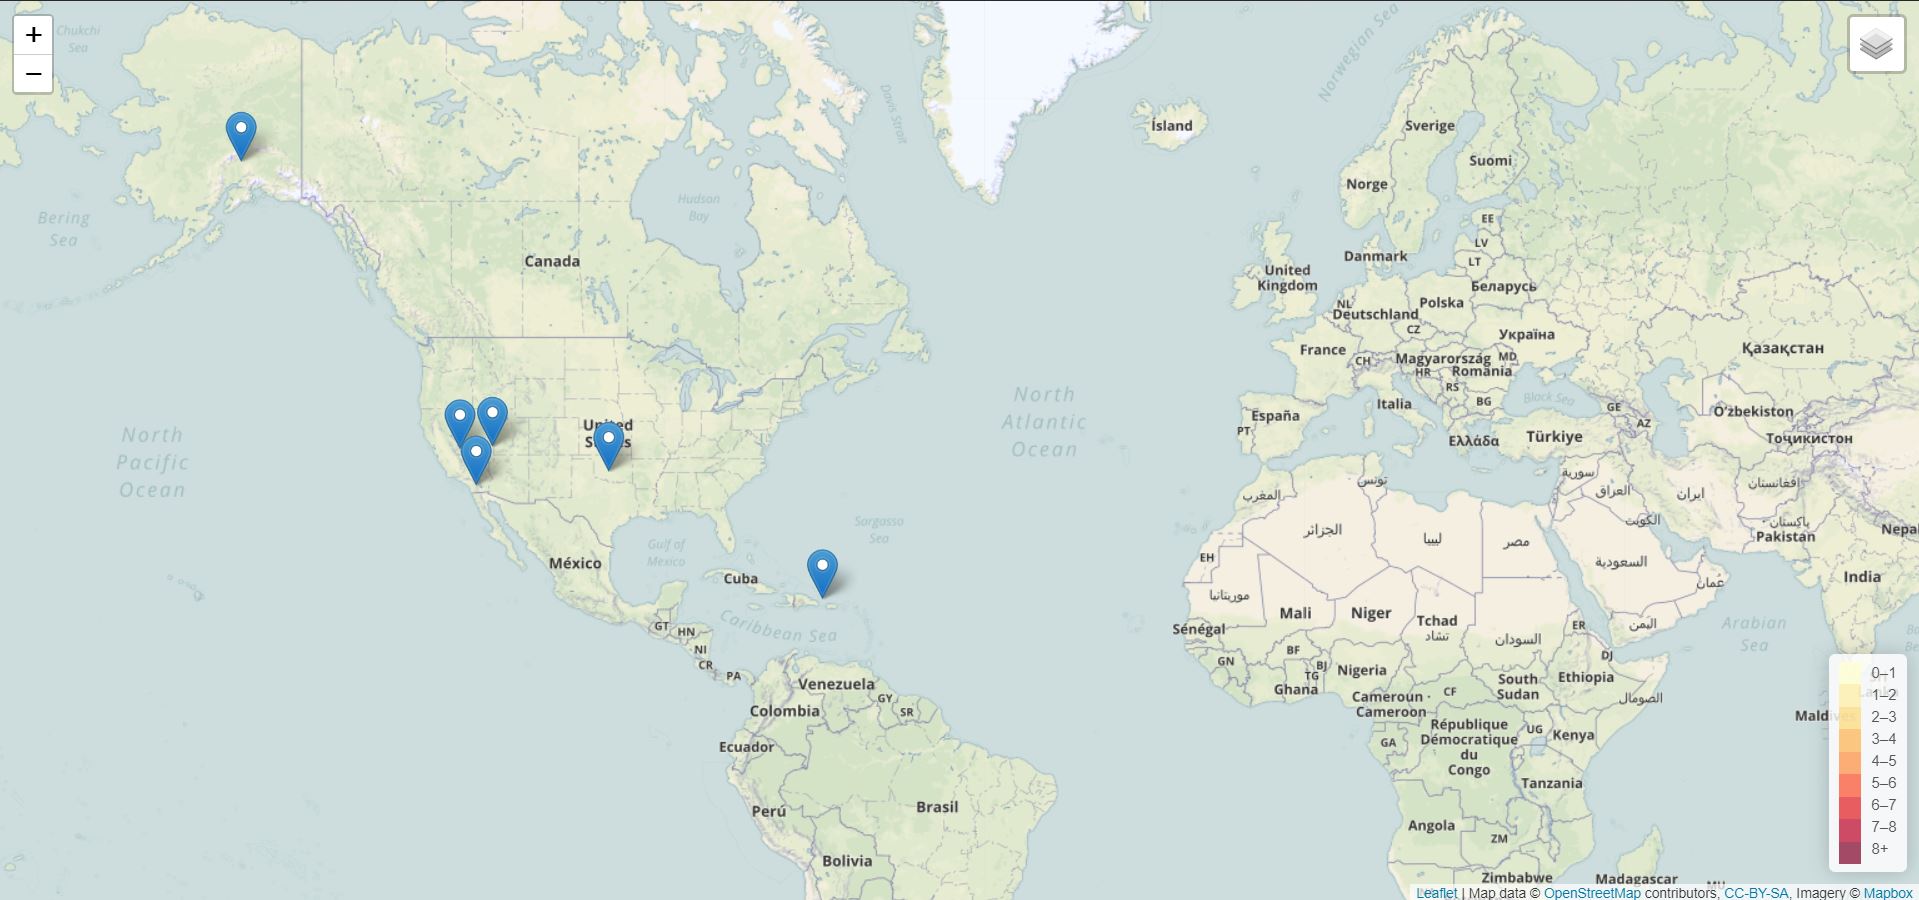 +
−
Chukchi
Sea
Norwegian Sea
Davis Strait
Ísland
Sverige
Suomi
Norge
Hudson
Bay
Bering
Sea
EE
LV
LT
Danmark
Canada
United
Kingdom
Беларусь
NL
Polska
Deutschland
CZ
Україна
France
CH
Magyarország
MD
HR
Romania
RS
BG
Black Sea
Қазақстан
North
Atlantic
Ocean
España
PT
Italia
GE
AZ
O'zbekiston
Тоҷикистон
Ελλάδα
Türkiye
United
States
North
Pacific
Ocean
المغرب
تونس
سورية
العراق
ايران
افغانستان
الكويت
پاکستان
Pakistan
Nepal
Sargasso
Sea
الجزائر
ليبيا
مصر
السعودية
Gulf of
Mexico
México
Cuba
EH
موريتانيا
عمان
India
Mali
Niger
Tchad
تشاد
السودان
ER
اليمن
Arabian
Sea
Caribbean Sea
GT
HN
NI
CR
PA
Sénégal
GN
BF
BJ
TG
Nigeria
Ghana
DJ
Ethiopia
South
Sudan
الصومال
Venezuela
GY
SR
Colombia
Cameroun ·
Cameroon
CF
Ecuador
République
Démocratique
du
Congo
GA
UG
Kenya
Maldives
Tanzania
Perú
Brasil
Angola
ZM
Bolivia
Zimbabwe
Madagascar
MU
0–1
1–2
2–3
3–4
4–5
5–6
6–7
7–8
8+
Leaflet | Map data © OpenStreetMap contributors, CC-BY-SA, Imagery © Mapbox